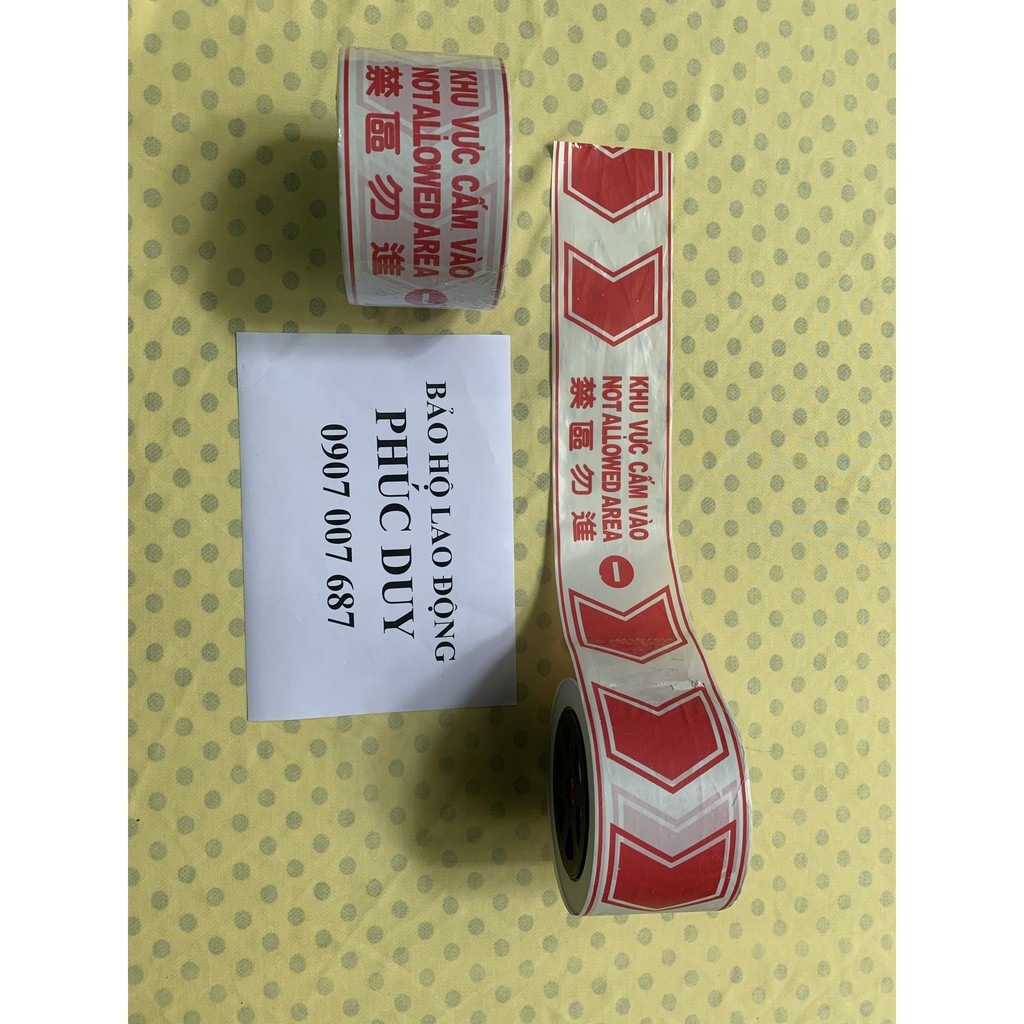 KHU VỰC CẤM VÀO
NOT ALLOWED AREA
禁區勿進
BẢO HỘ LAO ĐỘNG
PHÚC DUY
0907 007 687
KHU VỰC CẤM VÀO
NOT ALLOWED AREA
禁區勿進